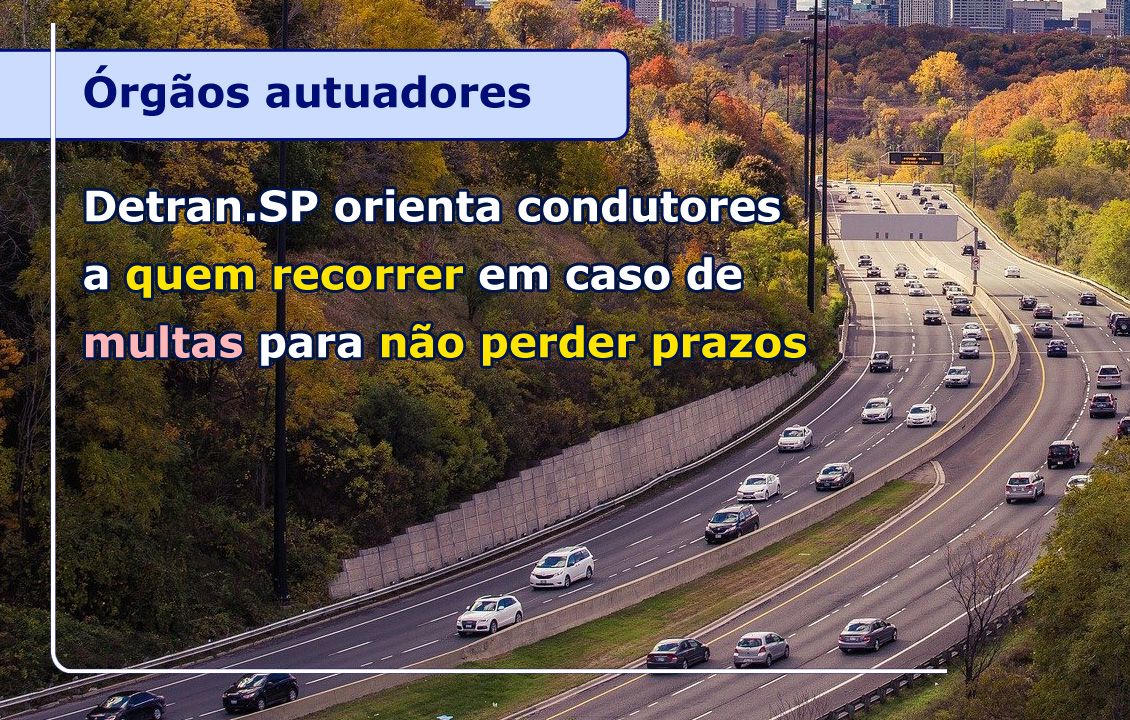 Órgãos autuadores
Detran.SP orienta condutores
a quem recorrer em caso de
multas para não perder prazos